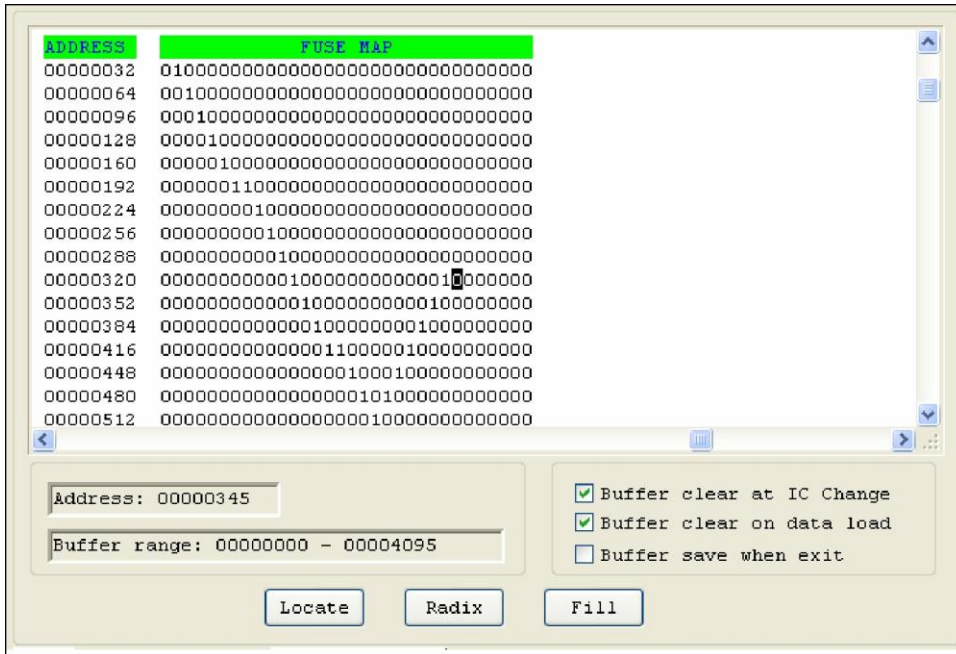 ADDRESS FUSE MAP
00000032 01000000000000000000000000000000
00000064 00100000000000000000000000000000
00000096 00010000000000000000000000000000
00000128 00001000000000000000000000000000
00000160 00000100000000000000000000000000
00000192 00000011000000000000000000000000
00000224 00000000100000000000000000000000
00000256 00000000010000000000000000000000
00000288 00000000001000000000000000000000
00000320 00000000000100000000000010000000
00000352 00000000000010000000000100000000
00000384 00000000000001000000001000000000
00000416 00000000000000110000010000000000
00000448 00000000000000001000100000000000
00000480 00000000000000000101000000000000
00000512 00000000000000000010000000000000
Address: 00000345
Buffer range: 00000000 - 00004095
Buffer clear at IC Change
Buffer clear on data load
Buffer save when exit
Locate Radix Fill